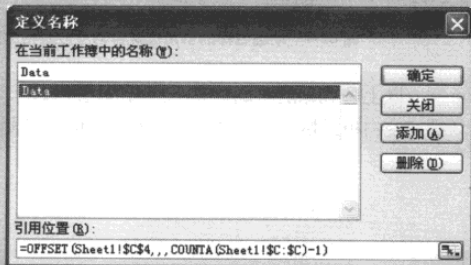 定义名称
在当前工作簿中的名称(W):
Data
Data
确定
关闭
添加(A)
删除(D)
引用位置(R):
=OFFSET(Sheet1!$C$4,,,COUNTA(Sheet1!$C:$C)-1)